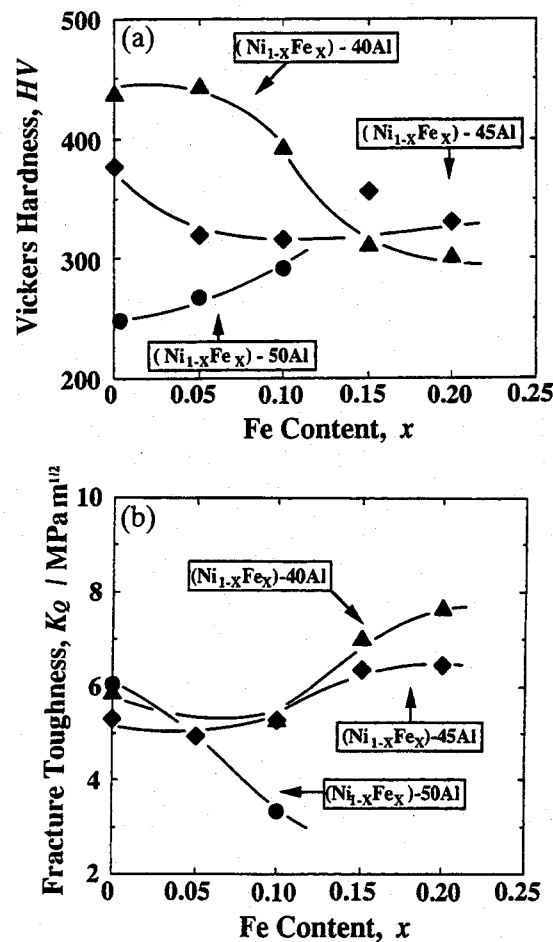 (a)
500
400
300
200
Vickers Hardness, HV
(Ni1-XFeX) - 40Al
(Ni1-XFeX) - 45Al
(Ni1-XFeX) - 50Al
0 0.05 0.10 0.15 0.20 0.25
Fe Content, x
(b)
10
8
6
4
2
Fracture Toughness, KQ / MPa m1/2
(Ni1-XFeX)-40Al
(Ni1-XFeX)-45Al
(Ni1-XFeX)-50Al
0 0.05 0.10 0.15 0.20 0.25
Fe Content, x